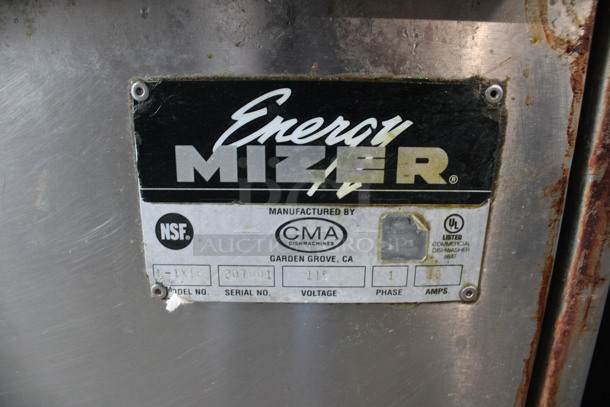 Energy
MIZER®
MANUFACTURED BY
NSF®
CMA
DISHMACHINES
GARDEN GROVE, CA
UL
LISTED
COMMERCIAL
DISHWASHER
MODEL NO. SERIAL NO. VOLTAGE PHASE AMPS